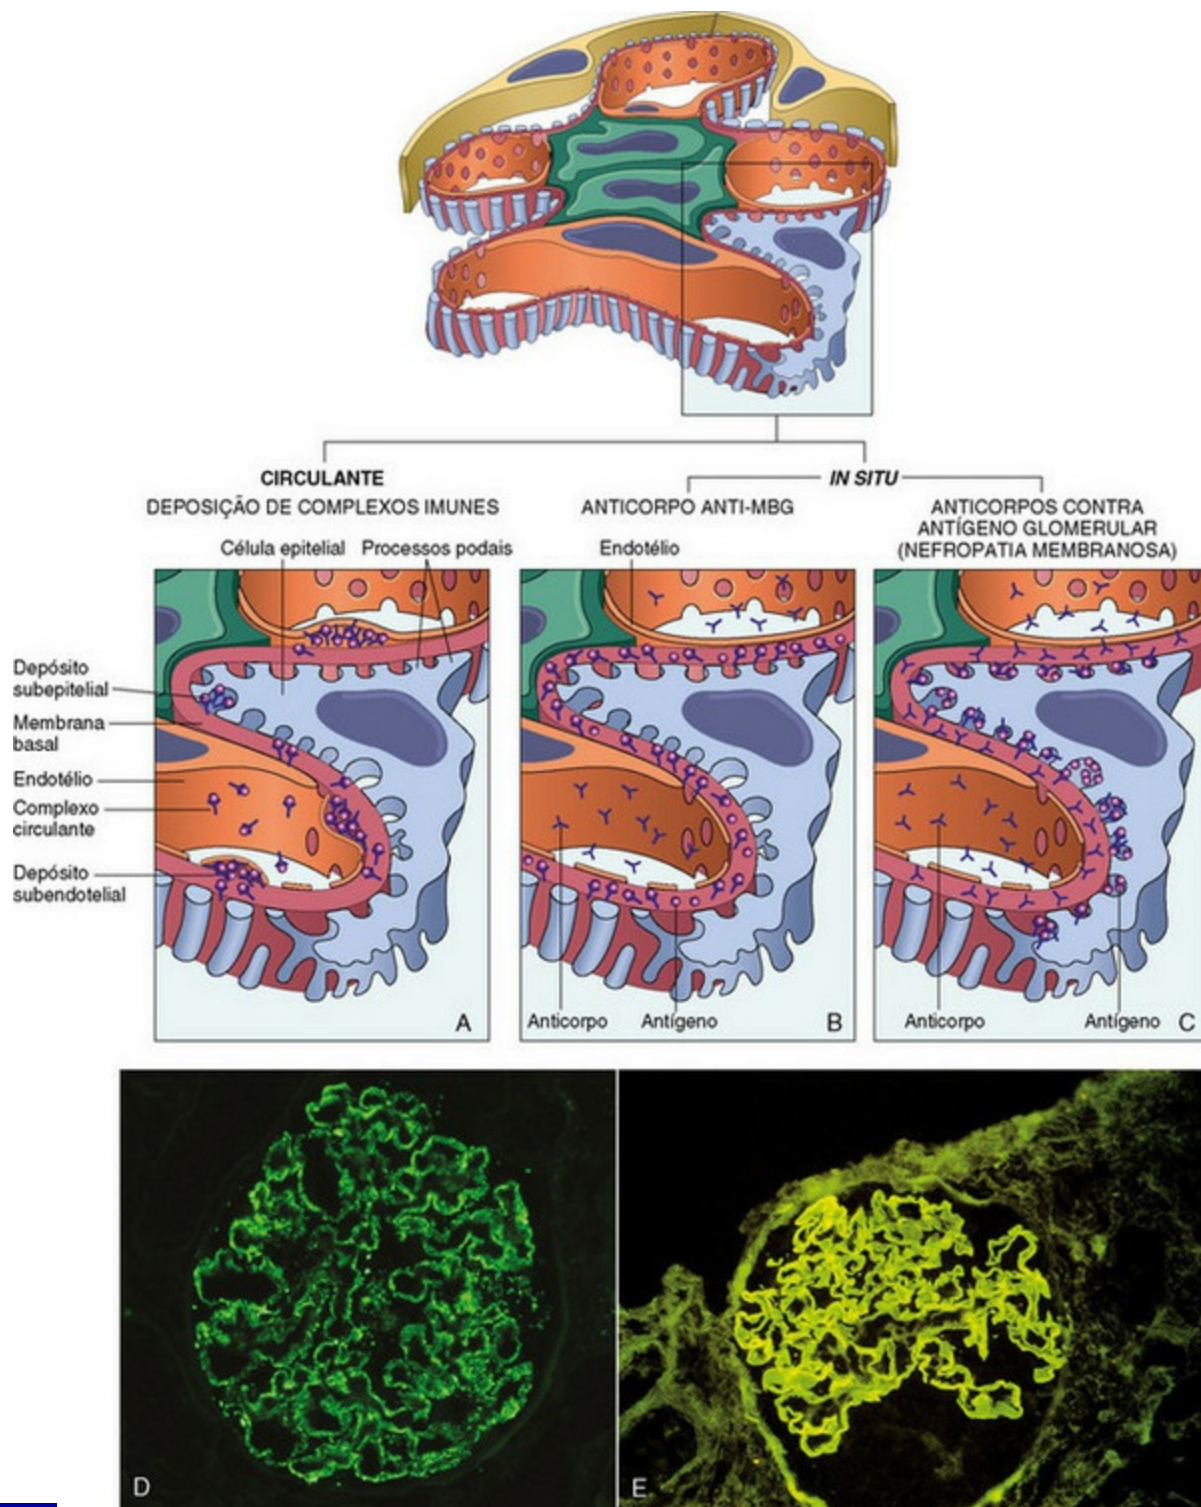 CIRCULANTE
DEPOSIÇÃO DE COMPLEXOS IMUNES
IN SITU
ANTICORPO ANTI-MBG
ANTICORPOS CONTRA
ANTÍGENO GLOMERULAR
(NEFROPATIA MEMBRANOSA)
Célula epitelial
Processos podais
Endotélio
Depósito
subepitelial
Membrana
basal
Endotélio
Complexo
circulante
Depósito
subendotelial
A
Anticorpo
Antígeno
B
Anticorpo
Antígeno
C
D
E